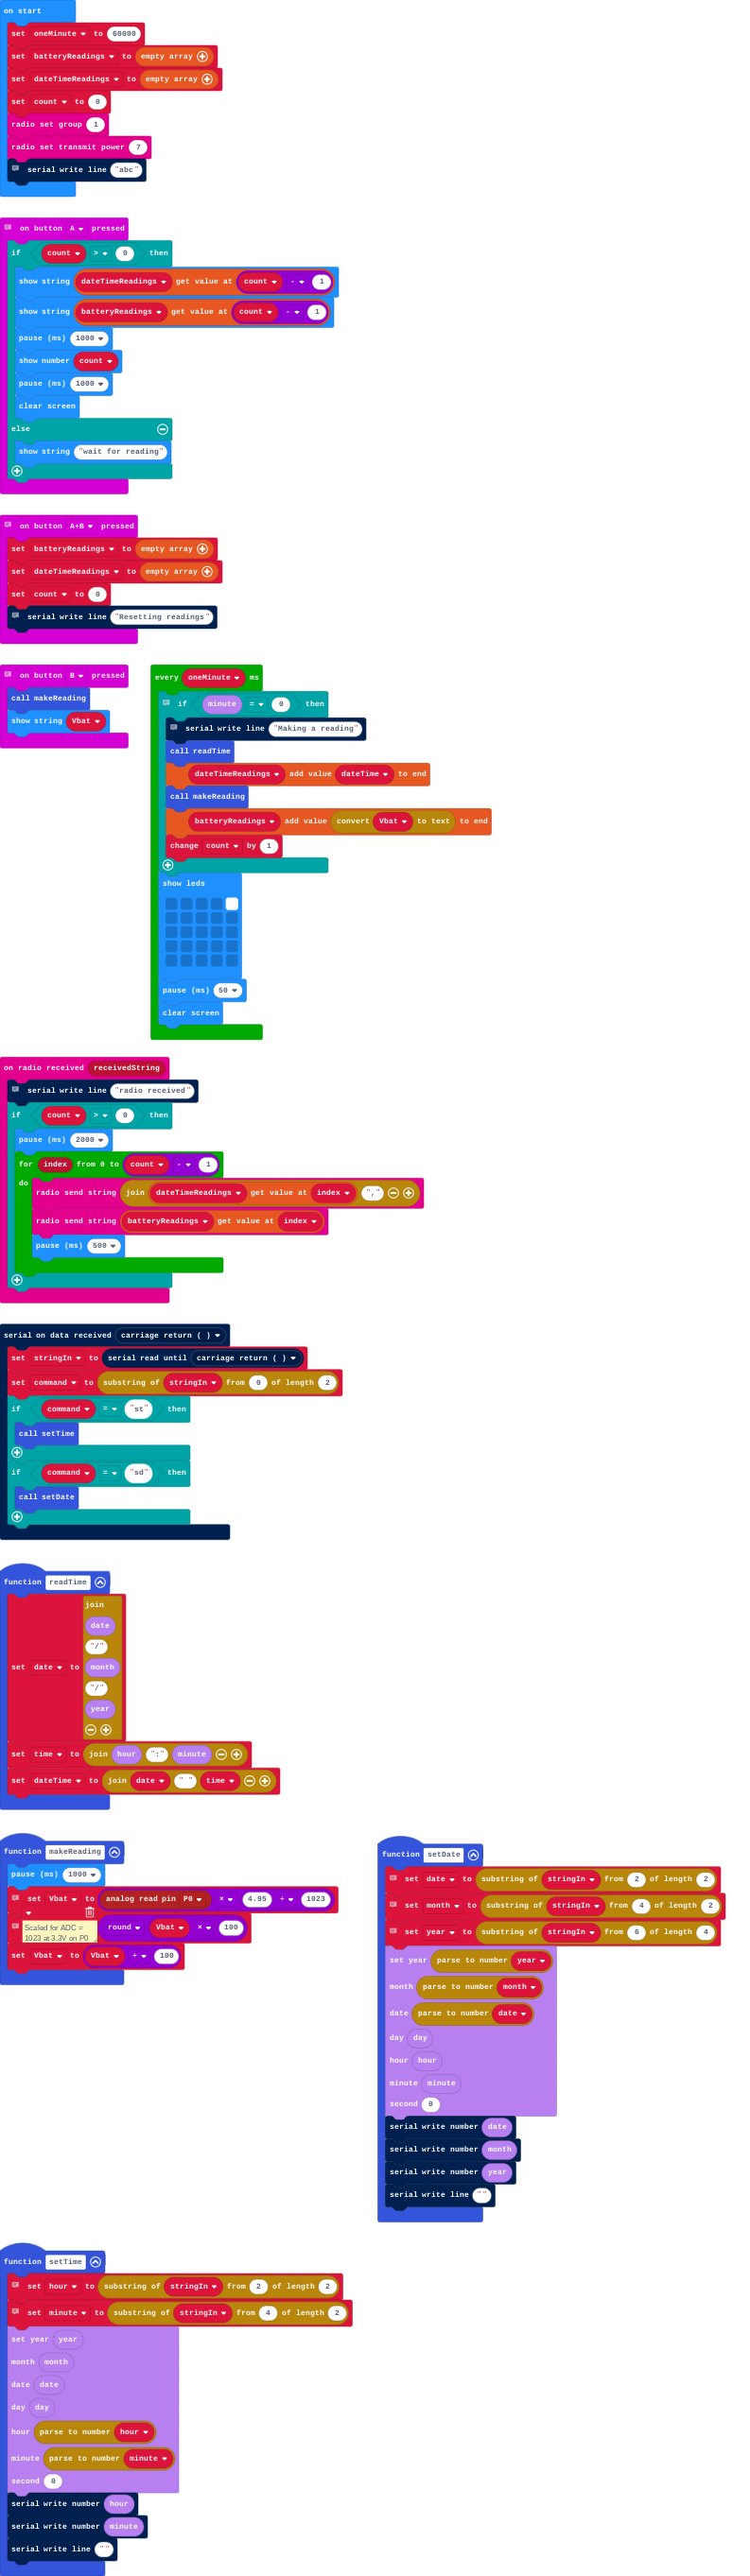 on start
set oneMinute to 60000
set batteryReadings to empty array
set dateTimeReadings to empty array
set count to 0
radio set group 1
radio set transmit power 7
serial write line "abc"
on button A pressed
if count > 0 then
show string dateTimeReadings get value at count - 1
show string batteryReadings get value at count - 1
pause (ms) 1000
show number count
pause (ms) 1000
clear screen
else
show string "wait for reading"
on button A+B pressed
set batteryReadings to empty array
set dateTimeReadings to empty array
set count to 0
serial write line "Resetting readings"
on button B pressed
call makeReading
show string Vbat
every oneMinute ms
if minute = 0 then
serial write line "Making a reading"
call readTime
dateTimeReadings add value dateTime to end
call makeReading
batteryReadings add value convert Vbat to text to end
change count by 1
show leds
pause (ms) 50
clear screen
on radio received receivedString
serial write line "radio received"
if count > 0 then
pause (ms) 2000
for index from 0 to count - 1
do
radio send string join dateTimeReadings get value at index ","
radio send string batteryReadings get value at index
pause (ms) 500
serial on data received carriage return ( )
set stringIn to serial read until carriage return ( )
set command to substring of stringIn from 0 of length 2
if command = "st" then
call setTime
if command = "sd" then
call setDate
function readTime
set date to join date "/" month "/" year
set time to join hour ":" minute
set dateTime to join date " " time
function makeReading
pause (ms) 1000
set Vbat to analog read pin P0 × 4.95 ÷ 1023
Scaled for ADC =
1023 at 3.3V on P0
round Vbat × 100
set Vbat to Vbat ÷ 100
function setDate
set date to substring of stringIn from 2 of length 2
set month to substring of stringIn from 4 of length 2
set year to substring of stringIn from 6 of length 4
set year parse to number year
month parse to number month
date parse to number date
day day
hour hour
minute minute
second 0
serial write number date
serial write number month
serial write number year
serial write line ""
function setTime
set hour to substring of stringIn from 2 of length 2
set minute to substring of stringIn from 4 of length 2
set year year
month month
date date
day day
hour parse to number hour
minute parse to number minute
second 0
serial write number hour
serial write number minute
serial write line ""